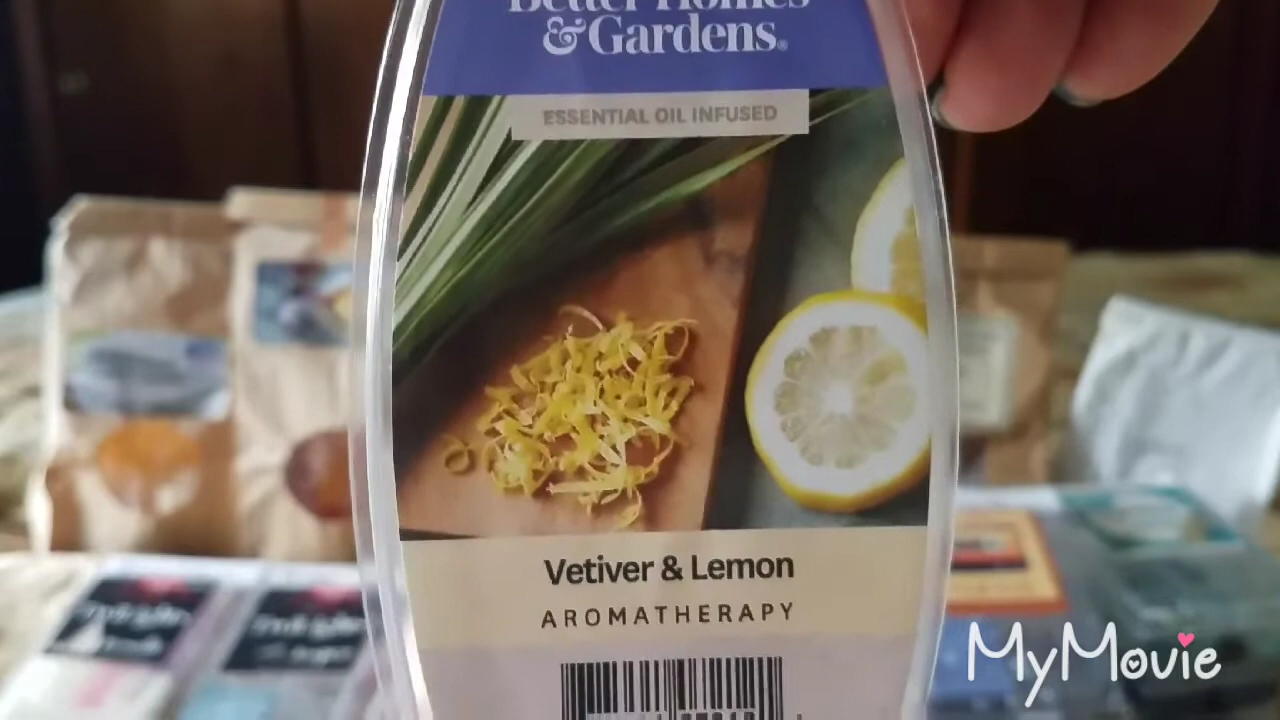 Better Homes
& Gardens®
ESSENTIAL OIL INFUSED
Vetiver & Lemon
AROMATHERAPY
MyMovie